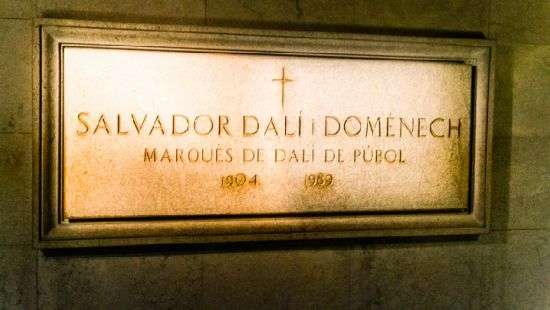 SALVADOR DALÍ i DOMÈNECH
MARQUÈS DE DALÍ DE PÚBOL
1904 1989